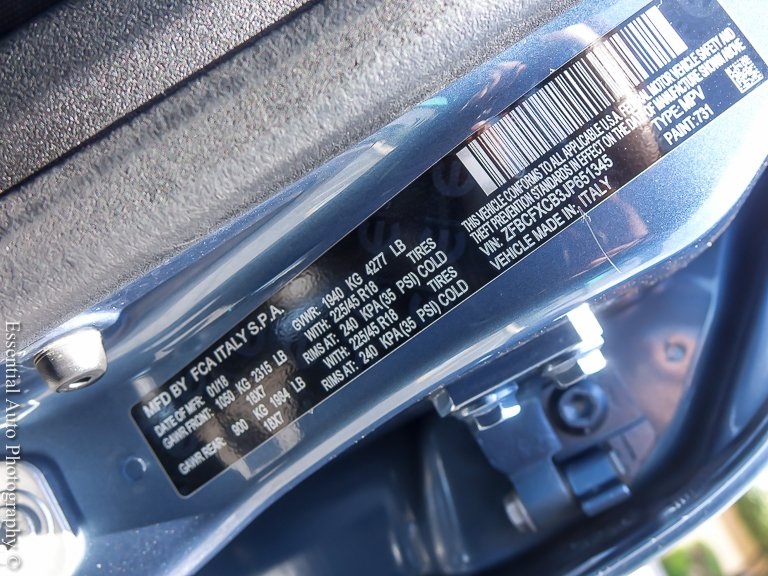 MFD BY FCA ITALY S.P.A.
DATE OF MFR: 01/18 GVWR: 1940 KG 4277 LB
GAWR FRONT: 1050 KG 2315 LB WITH: 225/45 R18 TIRES
18X7 RIMS AT: 240 KPA(35 PSI) COLD
GAWR REAR: 900 KG 1984 LB WITH: 225/45 R18 TIRES
18X7 RIMS AT: 240 KPA(35 PSI) COLD
THIS VEHICLE CONFORMS TO ALL APPLICABLE U.S.A. FEDERAL MOTOR VEHICLE SAFETY AND
THEFT PREVENTION STANDARDS IN EFFECT ON THE DATE OF MANUFACTURE SHOWN ABOVE
VIN: ZFBCFXCB3JP651345 TYPE: MPV
VEHICLE MADE IN: ITALY PAINT: 731
Essential Auto Photography ©